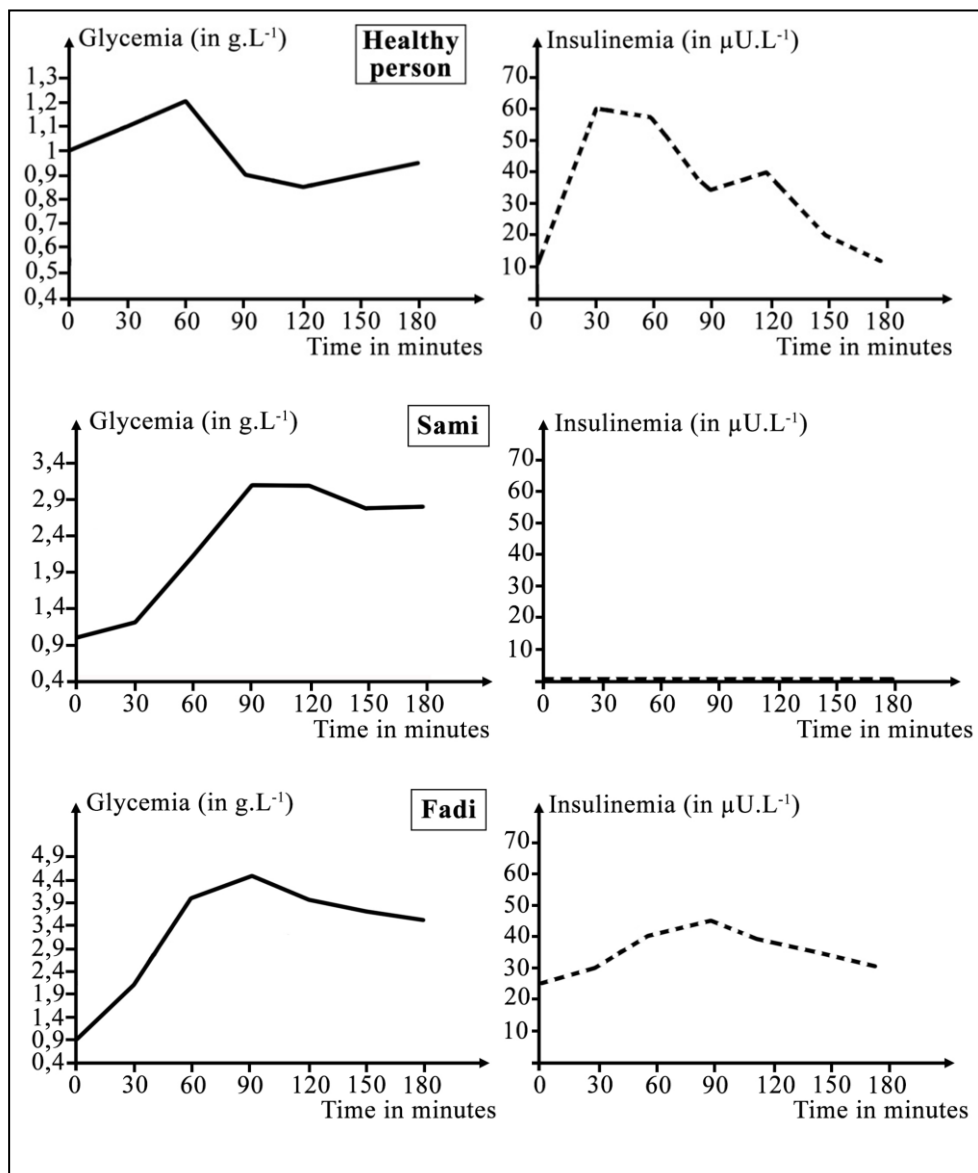 Glycemia (in g.L⁻¹)
Healthy
person
1,3
1,2
1,1
1
0,9
0,8
0,7
0,6
0,5
0,4
0 30 60 90 120 150 180
Time in minutes
Insulinemia (in µU.L⁻¹)
70
60
50
40
30
20
10
0 30 60 90 120 150 180
Time in minutes
Glycemia (in g.L⁻¹)
Sami
3,4
2,9
2,4
1,9
1,4
0,9
0,4
0 30 60 90 120 150 180
Time in minutes
Insulinemia (in µU.L⁻¹)
70
60
50
40
30
20
10
0 30 60 90 120 150 180
Time in minutes
Glycemia (in g.L⁻¹)
Fadi
4,9
4,4
3,9
3,4
2,9
2,4
1,9
1,4
0,9
0,4
0 30 60 90 120 150 180
Time in minutes
Insulinemia (in µU.L⁻¹)
70
60
50
40
30
20
10
0 30 60 90 120 150 180
Time in minutes